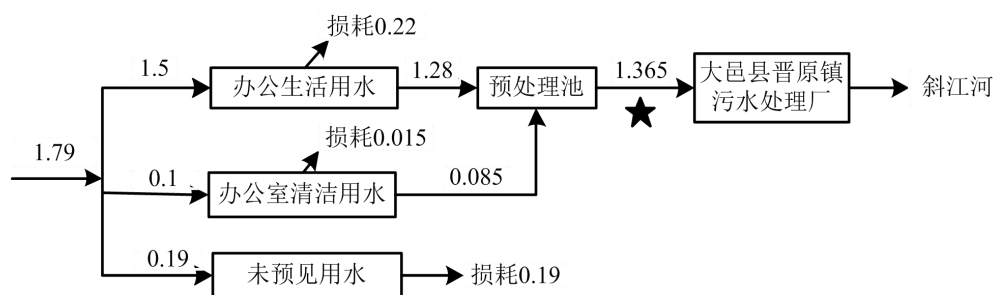 损耗0.22
1.5
办公生活用水
1.28
预处理池
1.365
大邑县晋原镇
污水处理厂
斜江河
1.79
损耗0.015
0.1
办公室清洁用水
0.085
0.19
未预见用水
损耗0.19